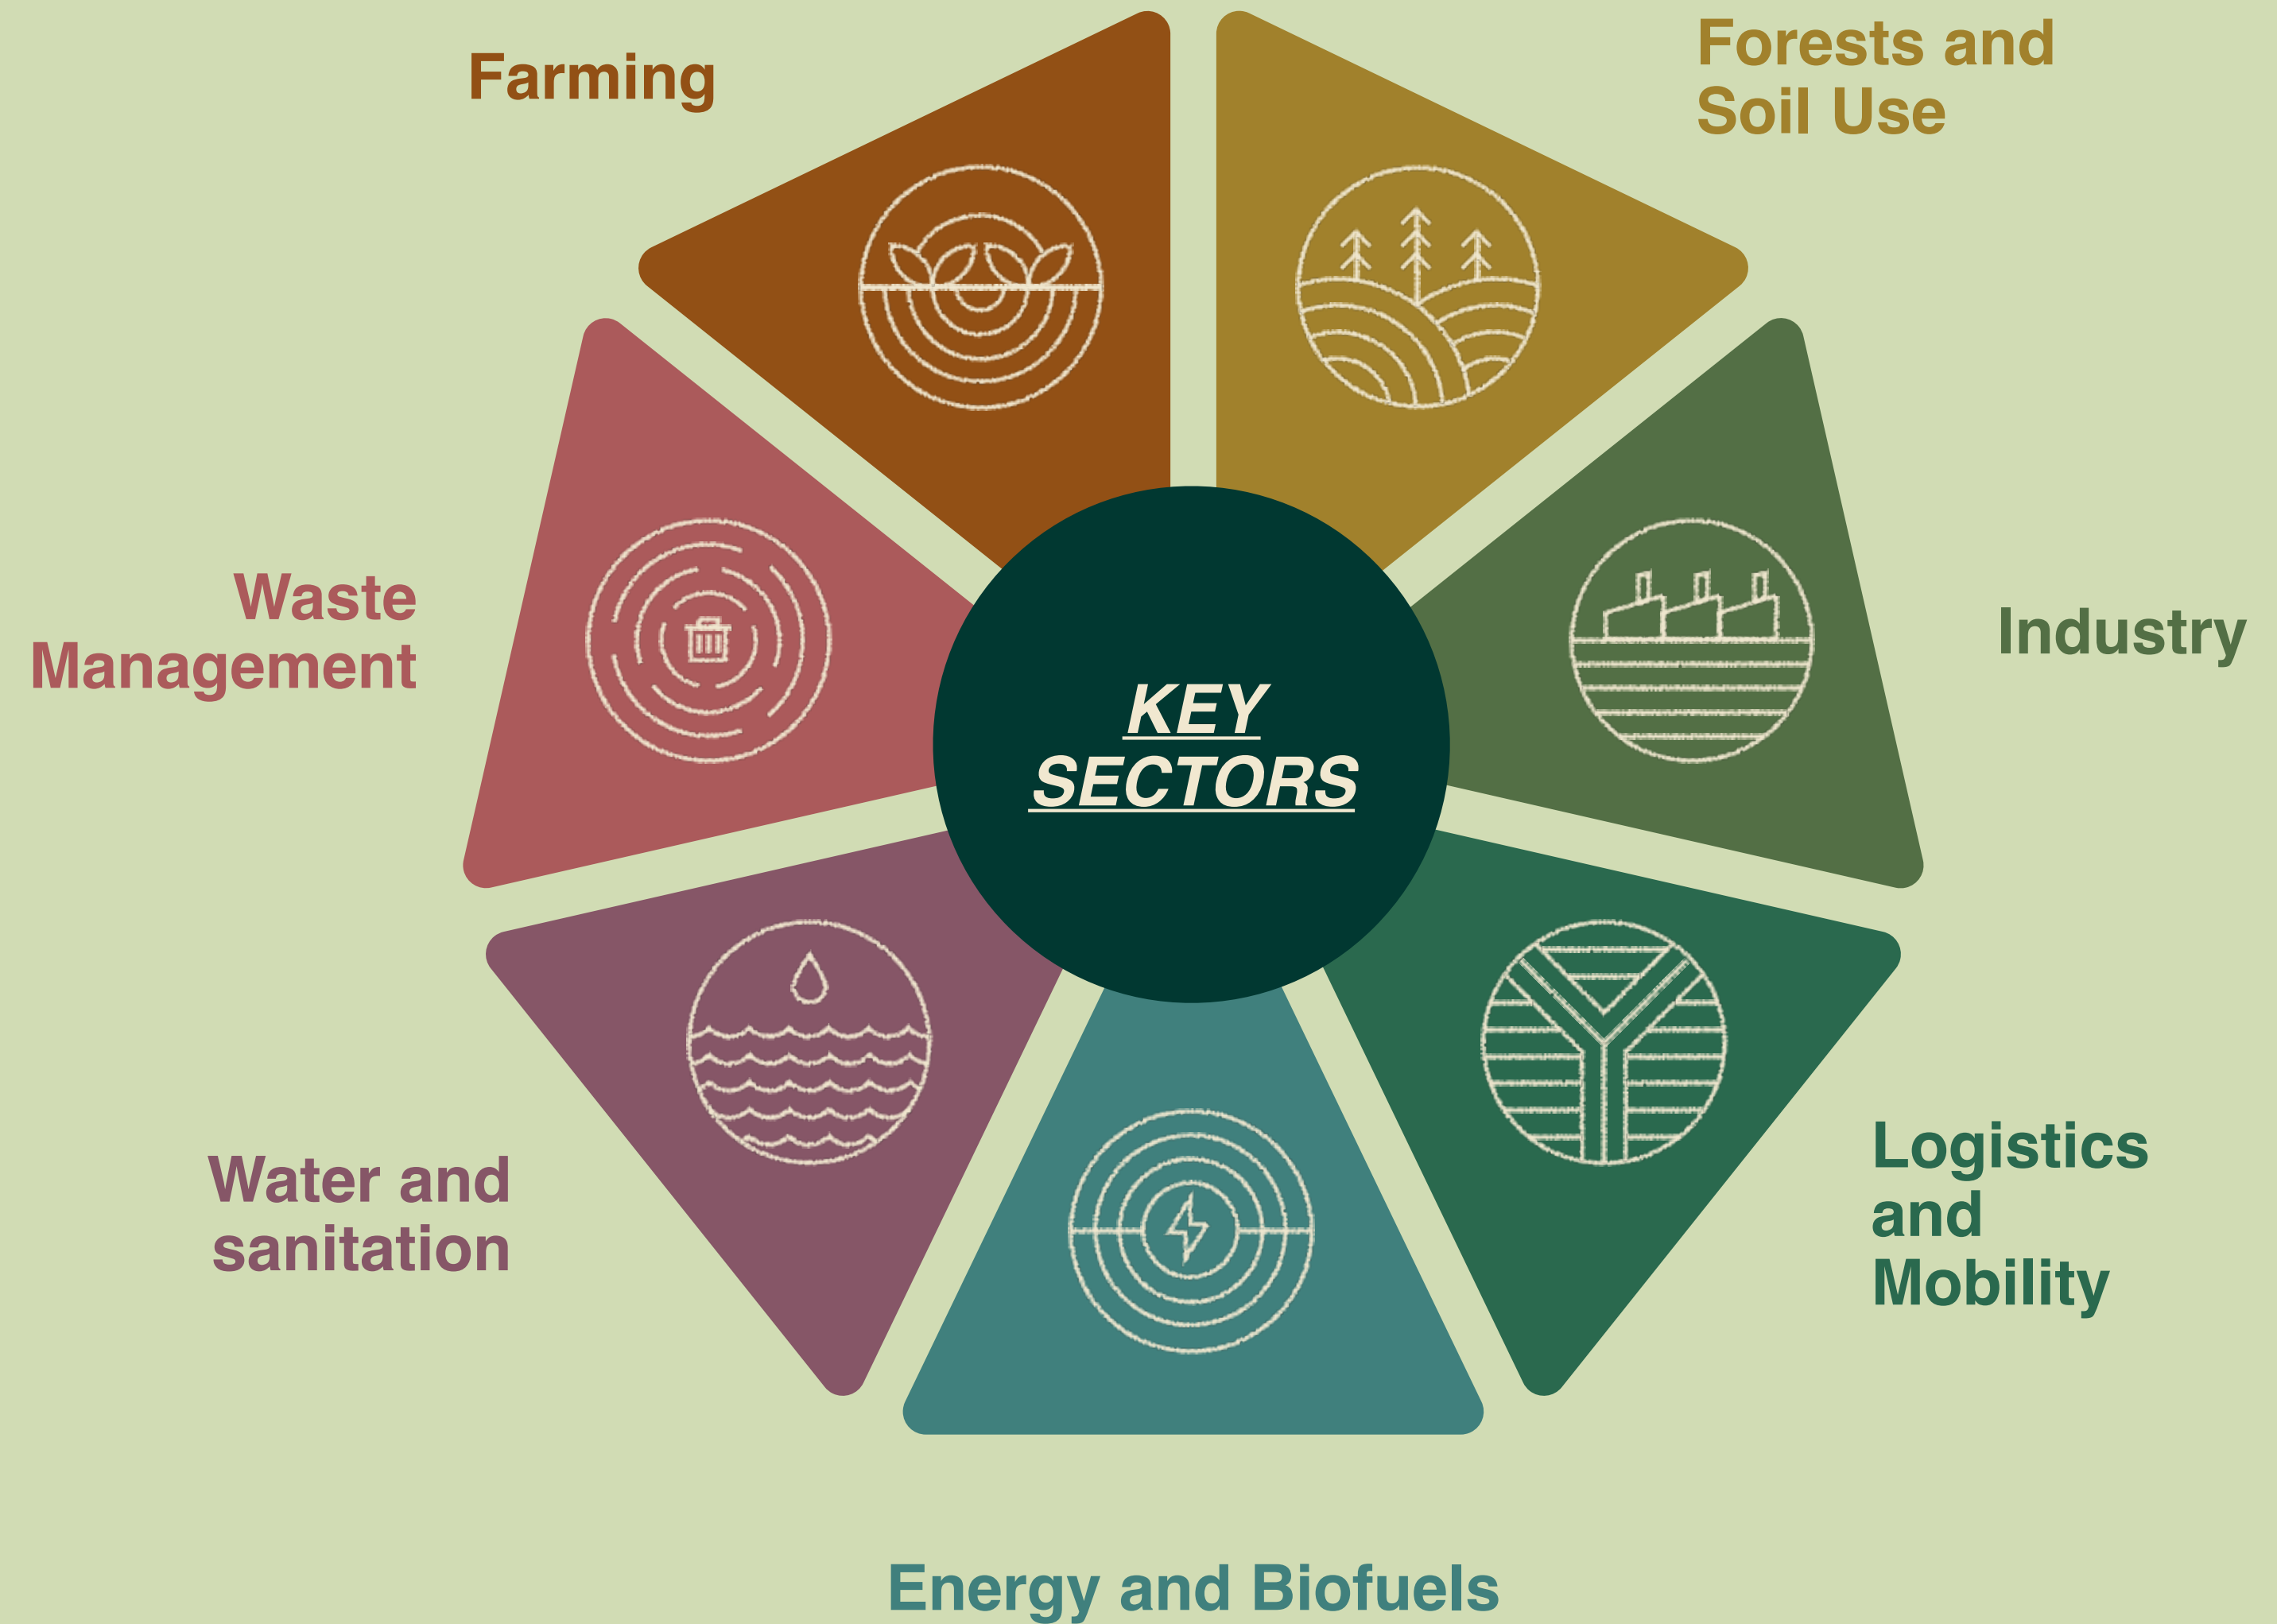 Farming
Forests and
Soil Use
Waste
Management
Industry
KEY
SECTORS
Water and
sanitation
Logistics
and
Mobility
Energy and Biofuels